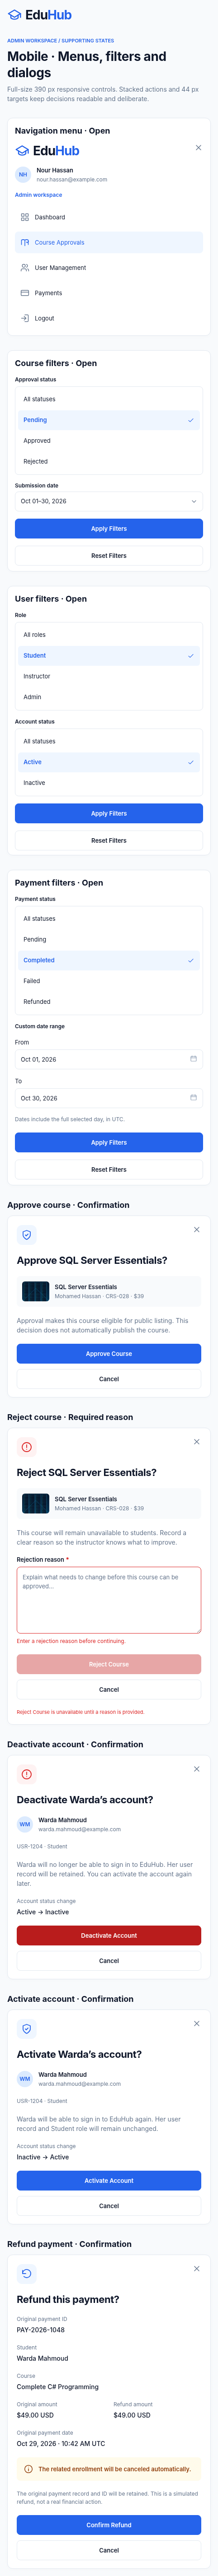 EduHub
ADMIN WORKSPACE / SUPPORTING STATES
Mobile · Menus, filters and
dialogs
Full-size 390 px responsive controls. Stacked actions and 44 px
targets keep decisions readable and deliberate.
Navigation menu · Open
EduHub
NH
Nour Hassan
nour.hassan@example.com
Admin workspace
Dashboard
Course Approvals
User Management
Payments
Logout
Course filters · Open
Approval status
All statuses
Pending
Approved
Rejected
Submission date
Oct 01–30, 2026
Apply Filters
Reset Filters
User filters · Open
Role
All roles
Student
Instructor
Admin
Account status
All statuses
Active
Inactive
Apply Filters
Reset Filters
Payment filters · Open
Payment status
All statuses
Pending
Completed
Failed
Refunded
Custom date range
From
Oct 01, 2026
To
Oct 30, 2026
Dates include the full selected day, in UTC.
Apply Filters
Reset Filters
Approve course · Confirmation
Approve SQL Server Essentials?
SQL Server Essentials
Mohamed Hassan · CRS-028 · $39
Approval makes this course eligible for public listing. This
decision does not automatically publish the course.
Approve Course
Cancel
Reject course · Required reason
Reject SQL Server Essentials?
SQL Server Essentials
Mohamed Hassan · CRS-028 · $39
This course will remain unavailable to students. Record a
clear reason so the instructor knows what to improve.
Rejection reason *
Explain what needs to change before this course can be
approved...
Enter a rejection reason before continuing.
Reject Course
Cancel
Reject Course is unavailable until a reason is provided.
Deactivate account · Confirmation
Deactivate Warda's account?
WM
Warda Mahmoud
warda.mahmoud@example.com
USR-1204 · Student
Warda will no longer be able to sign in to EduHub. Her user
record will be retained. You can activate the account again
later.
Account status change
Active → Inactive
Deactivate Account
Cancel
Activate account · Confirmation
Activate Warda's account?
WM
Warda Mahmoud
warda.mahmoud@example.com
USR-1204 · Student
Warda will be able to sign in to EduHub again. Her user
record and Student role will remain unchanged.
Account status change
Inactive → Active
Activate Account
Cancel
Refund payment · Confirmation
Refund this payment?
Original payment ID
PAY-2026-1048
Student
Warda Mahmoud
Course
Complete C# Programming
Original amount
$49.00 USD
Refund amount
$49.00 USD
Original payment date
Oct 29, 2026 · 10:42 AM UTC
The related enrollment will be canceled automatically.
The original payment record and ID will be retained. This is a simulated
refund, not a real financial action.
Confirm Refund
Cancel